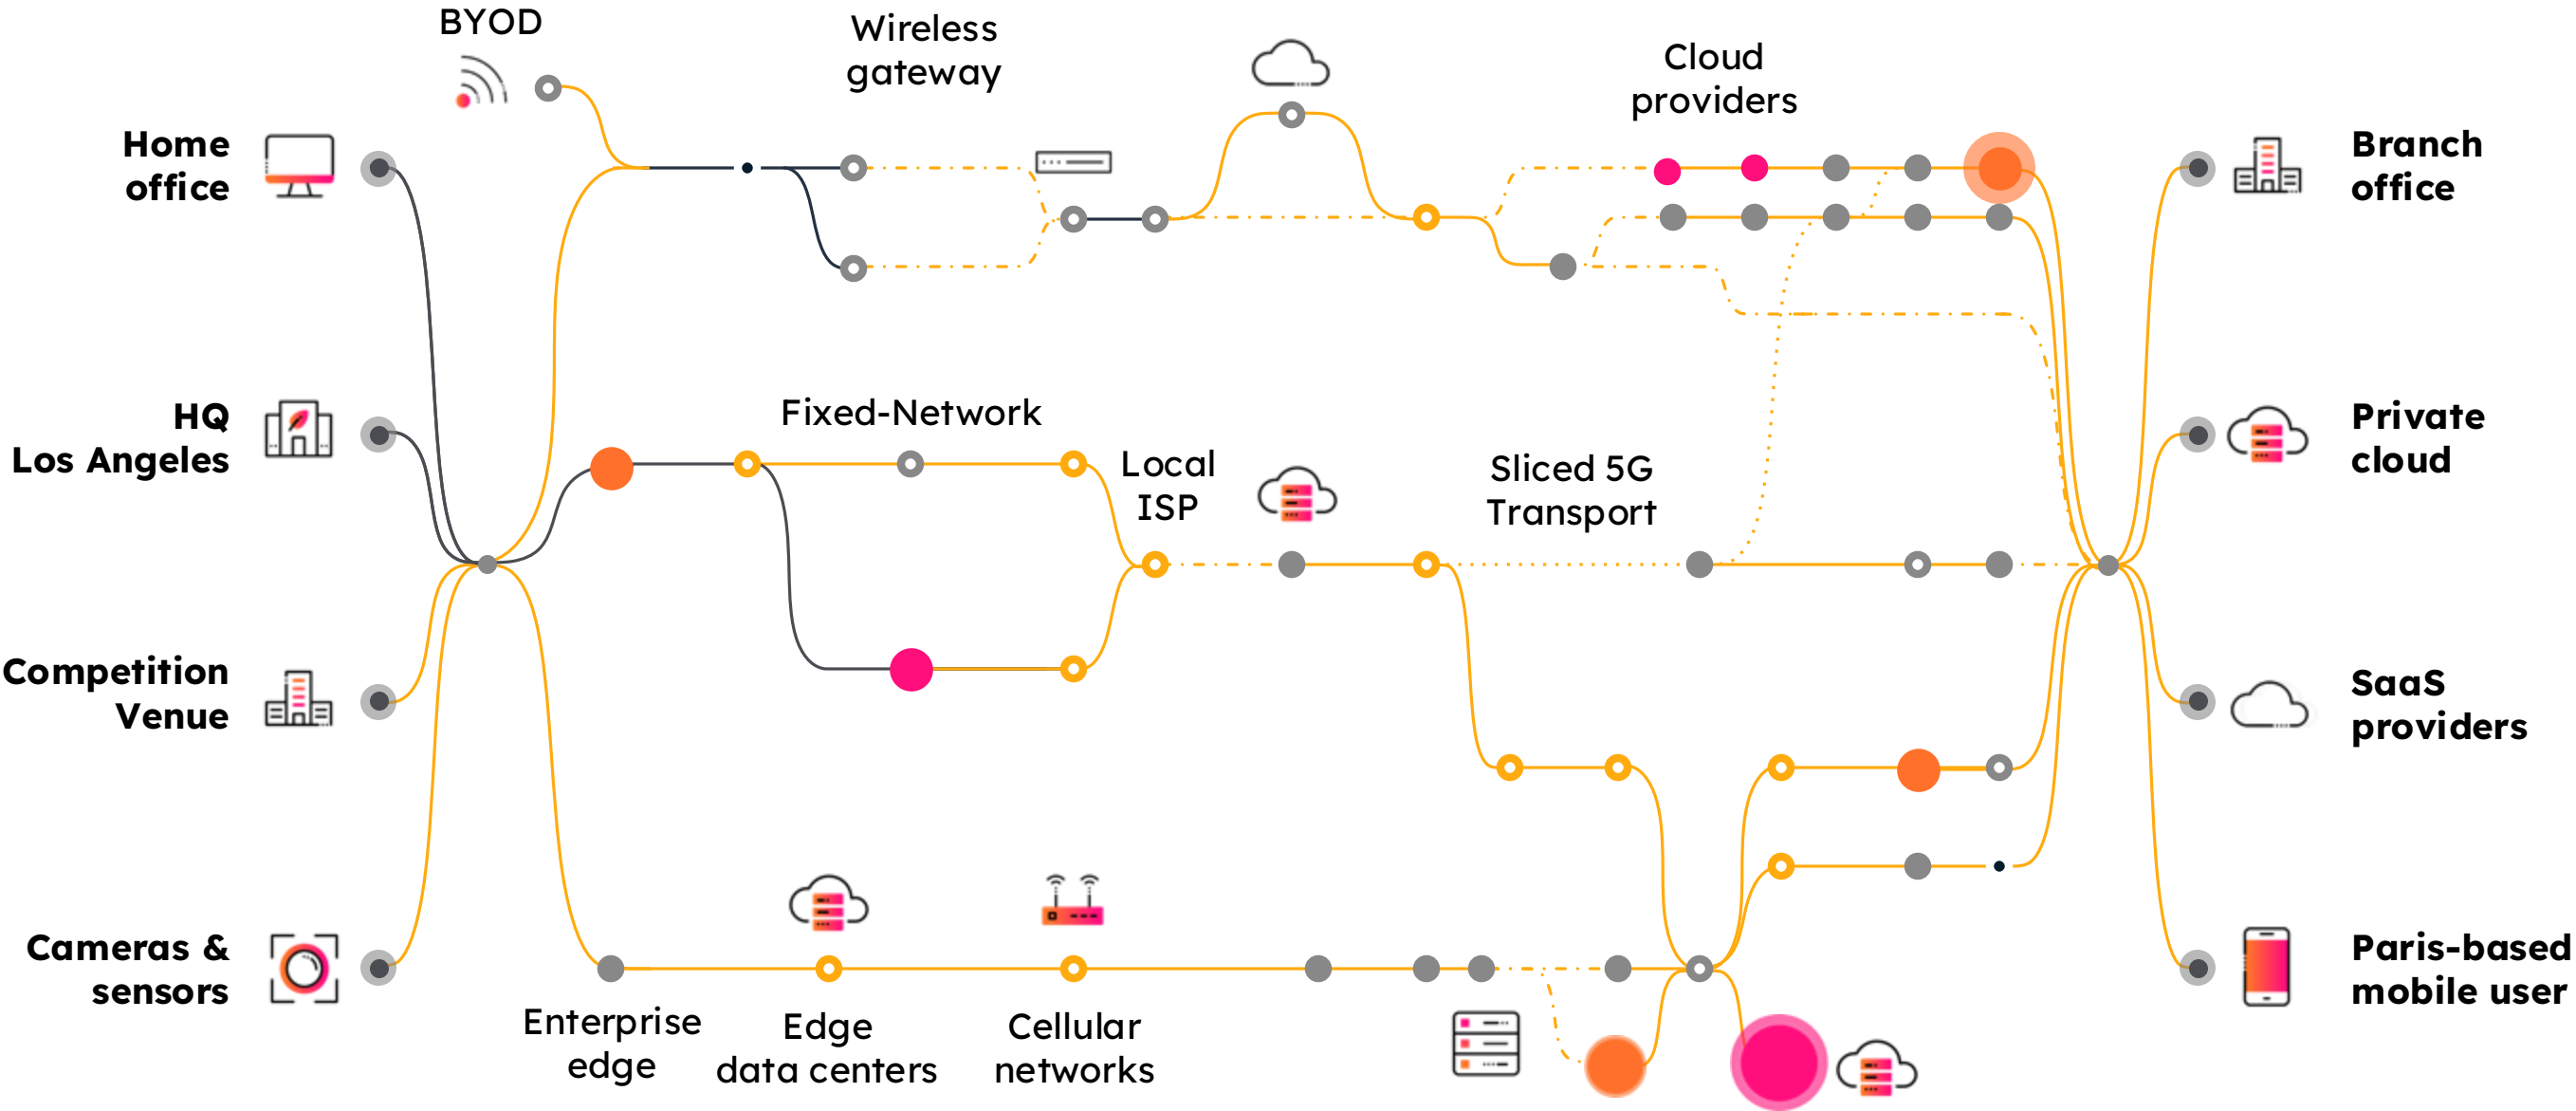 BYOD
Wireless
gateway
Cloud
providers
Home
office
Branch
office
HQ
Los Angeles
Fixed-Network
Local
ISP
Sliced 5G
Transport
Private
cloud
Competition
Venue
SaaS
providers
Cameras &
sensors
Enterprise
edge
Edge
data centers
Cellular
networks
Paris-based
mobile user